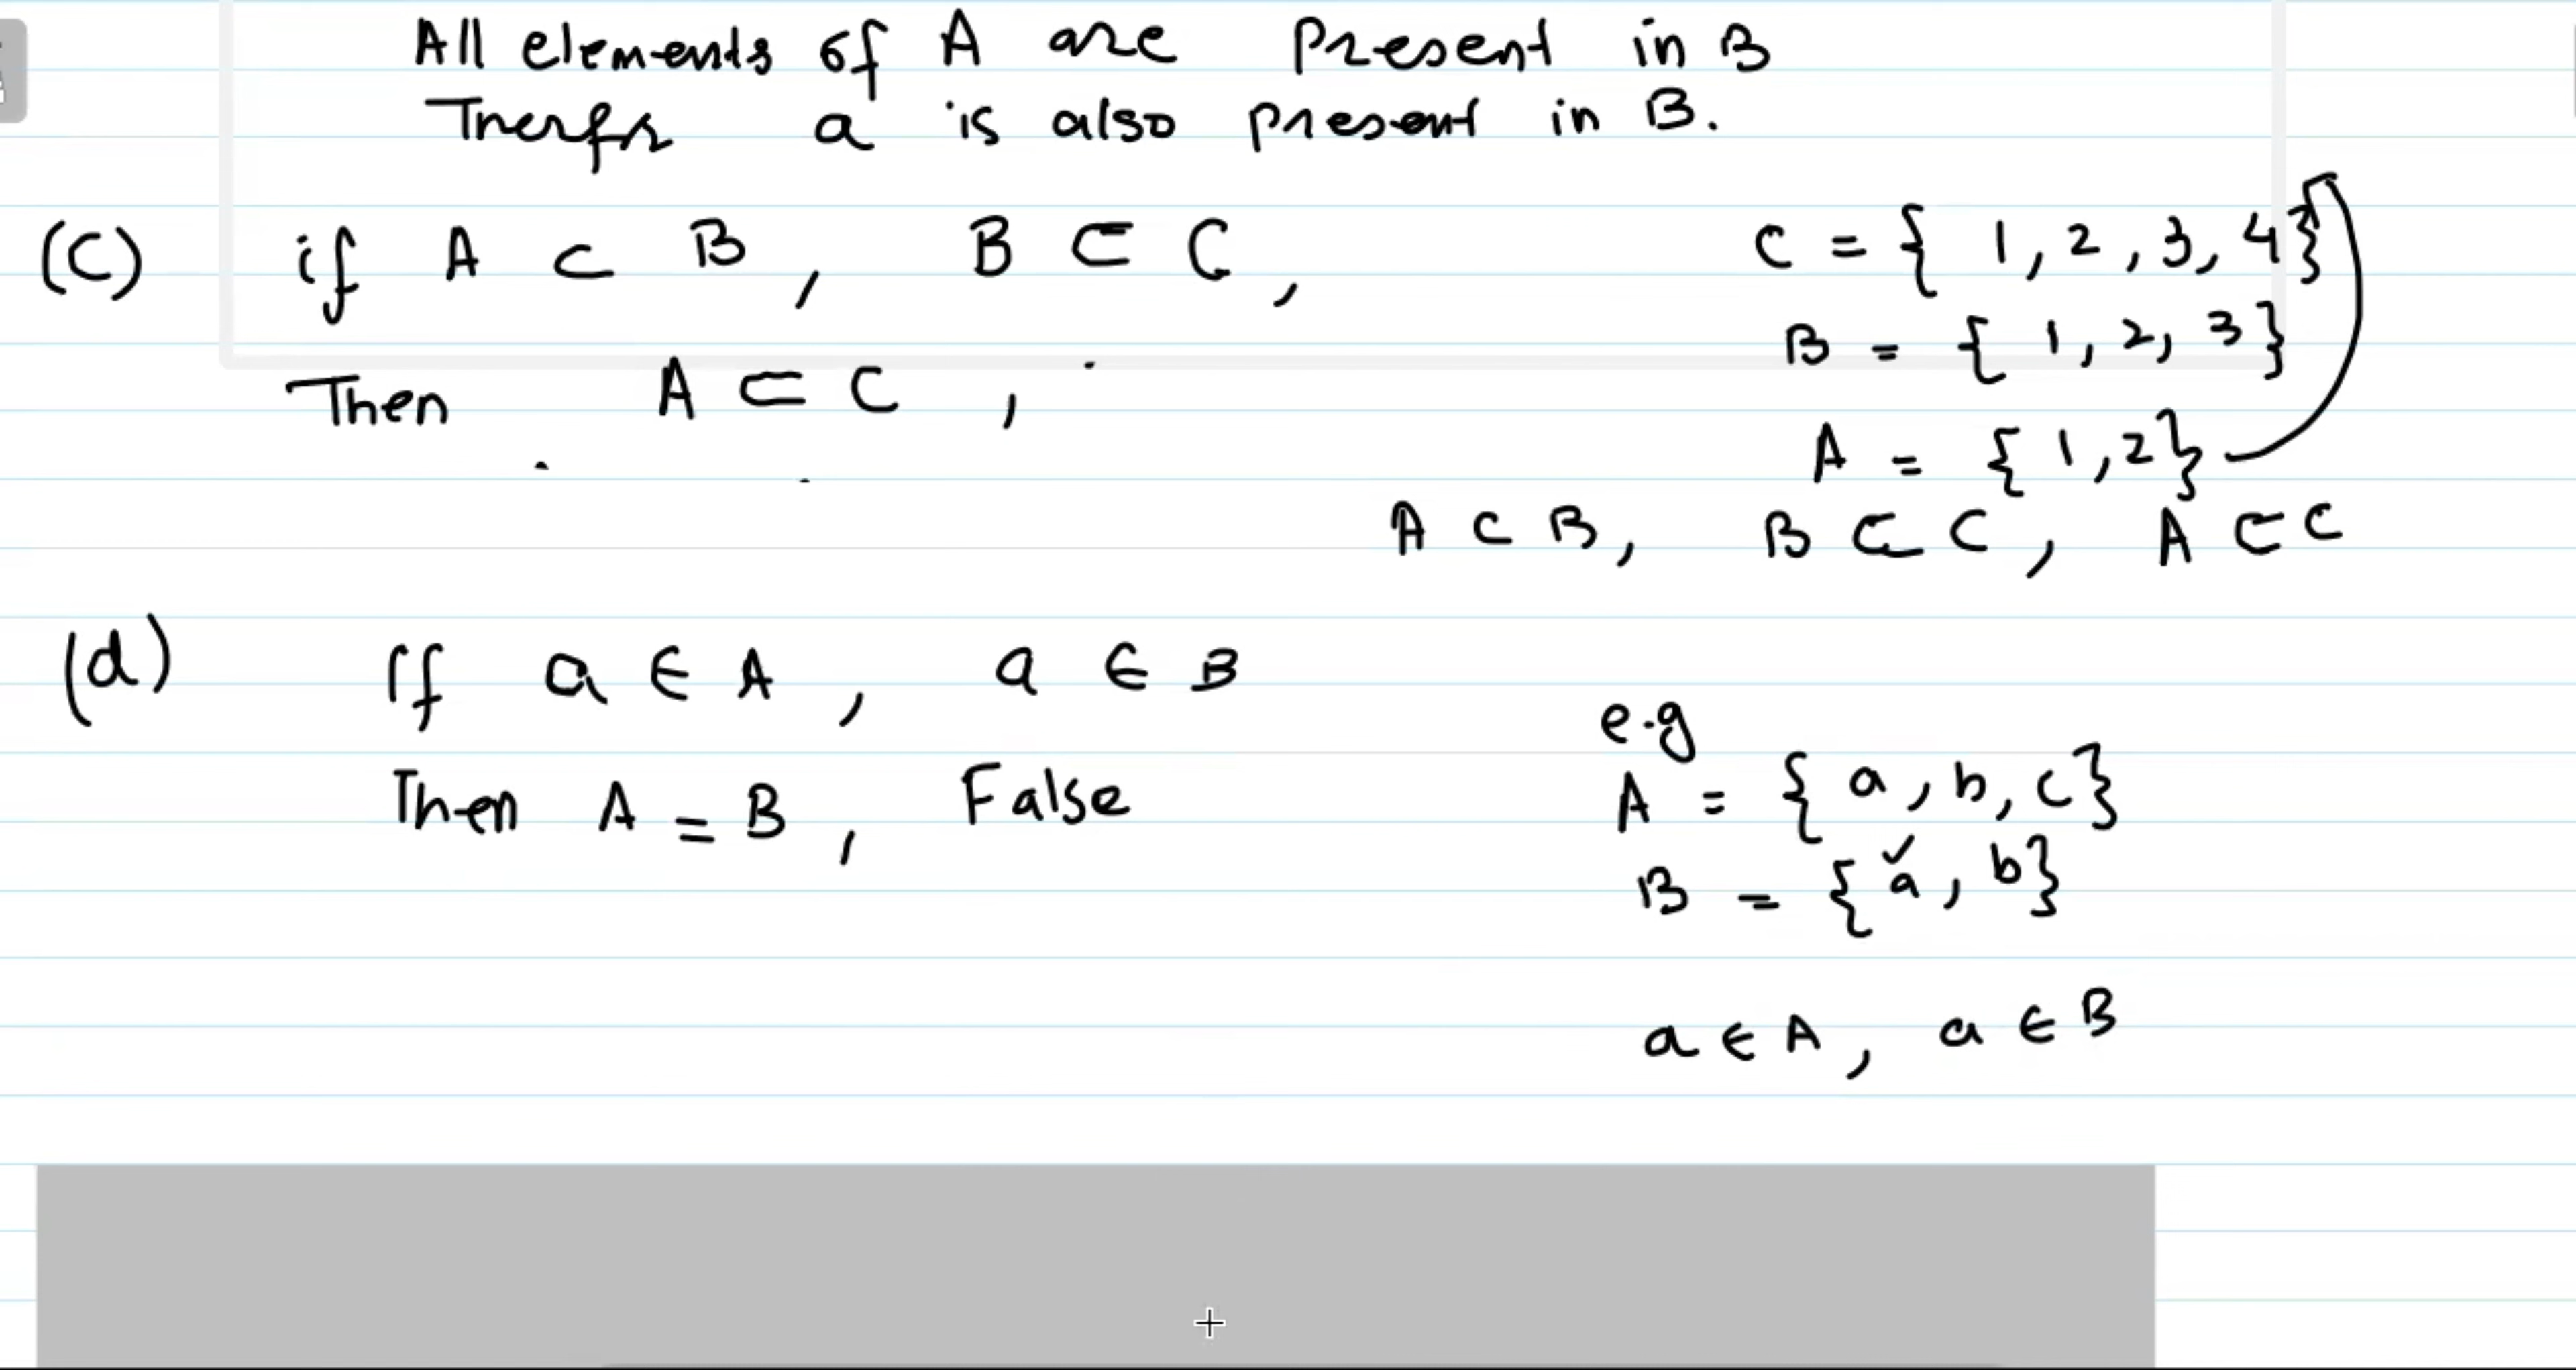 All elements of A are present in B
Therfr a is also present in B.
(C) if A ⊂ B, B ⊂ C,
C = { 1, 2, 3, 4}
B = { 1, 2, 3}
Then A ⊂ C,
A = { 1, 2}
A ⊂ B, B ⊂ C, A ⊂ C
(d) If a ∈ A, a ∈ B
e.g
Then A = B, False
A = { a, b, c}
B = { a, b}
a ∈ A, a ∈ B